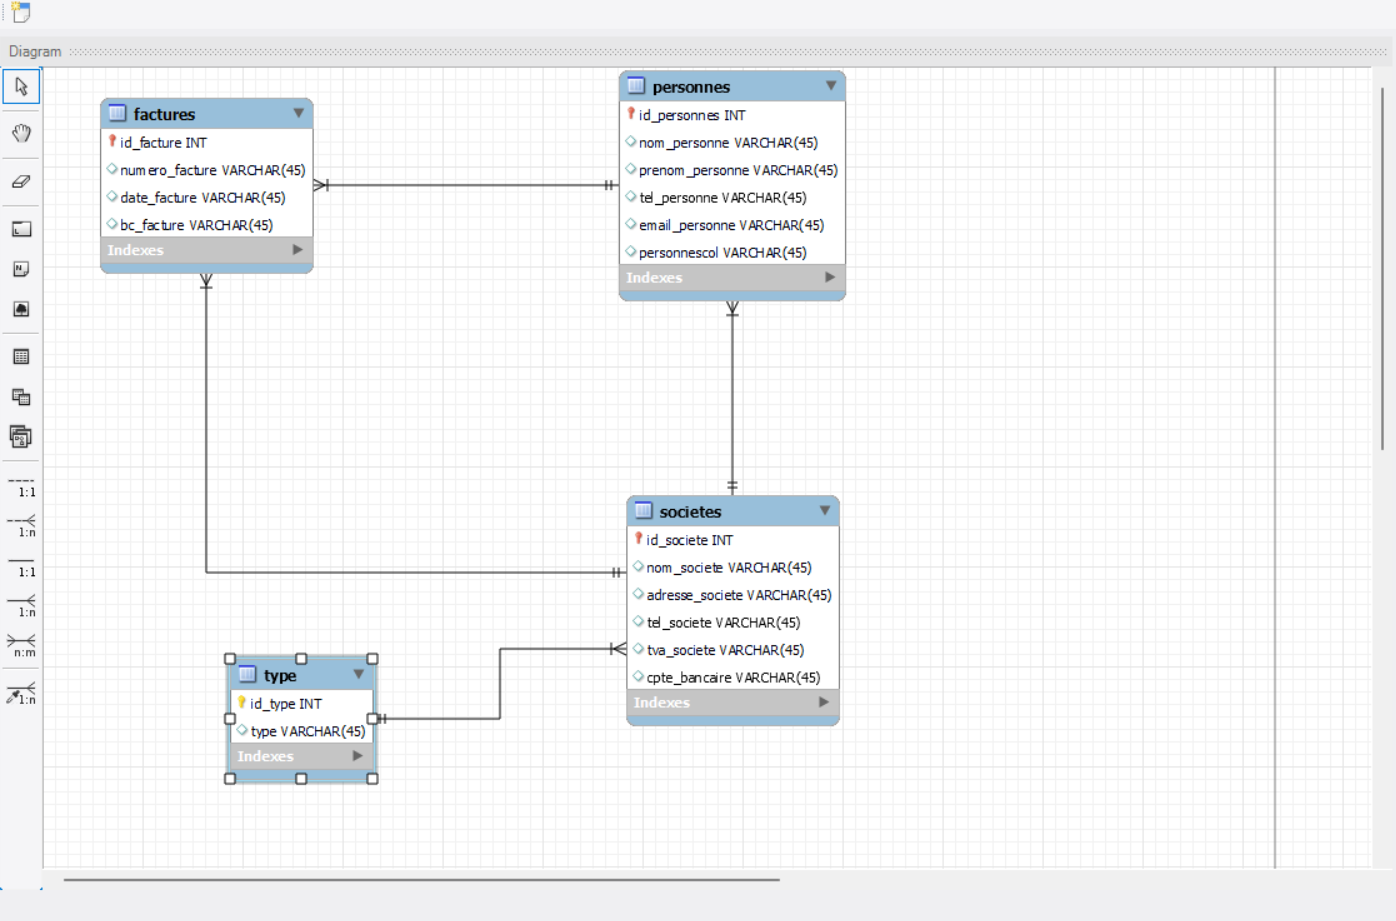 Diagram
factures
id_facture INT
numero_facture VARCHAR(45)
date_facture VARCHAR(45)
bc_facture VARCHAR(45)
Indexes
personnes
id_personnes INT
nom_personne VARCHAR(45)
prenom_personne VARCHAR(45)
tel_personne VARCHAR(45)
email_personne VARCHAR(45)
personnescol VARCHAR(45)
Indexes
societes
id_societe INT
nom_societe VARCHAR(45)
adresse_societe VARCHAR(45)
tel_societe VARCHAR(45)
tva_societe VARCHAR(45)
cpte_bancaire VARCHAR(45)
Indexes
type
id_type INT
type VARCHAR(45)
Indexes
1:1
1:n
1:1
1:n
n:m
1:n